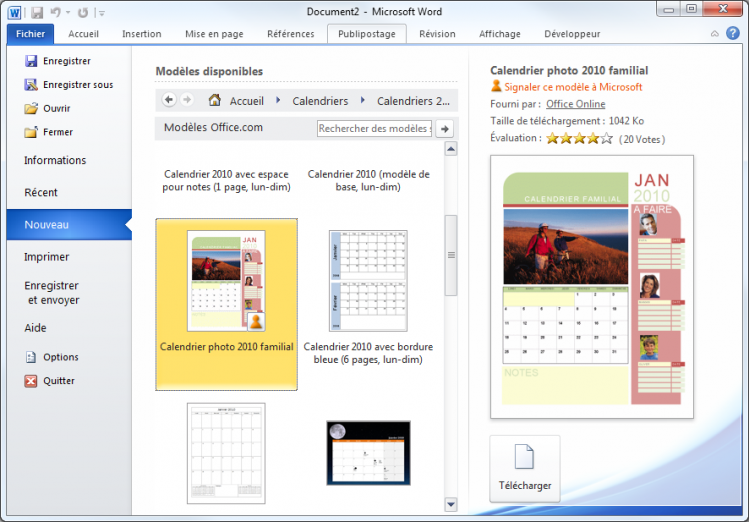 Document2 - Microsoft Word
Fichier Accueil Insertion Mise en page Références Publipostage Révision Affichage Développeur
Enregistrer
Enregistrer sous
Ouvrir
Fermer
Informations
Récent
Nouveau
Imprimer
Enregistrer
et envoyer
Aide
Options
Quitter
Modèles disponibles
Accueil Calendriers Calendriers 2...
Modèles Office.com Rechercher des modèles s
Calendrier 2010 avec espace
pour notes (1 page, lun-dim)
Calendrier 2010 (modèle de
base, lun-dim)
Calendrier photo 2010 familial
Calendrier 2010 avec bordure
bleue (6 pages, lun-dim)
Calendrier photo 2010 familial
Signaler ce modèle à Microsoft
Fourni par : Office Online
Taille de téléchargement : 1042 Ko
Évaluation : (20 Votes)
JAN
CALENDRIER FAMILIAL 2010
A FAIRE
NOTES
Télécharger